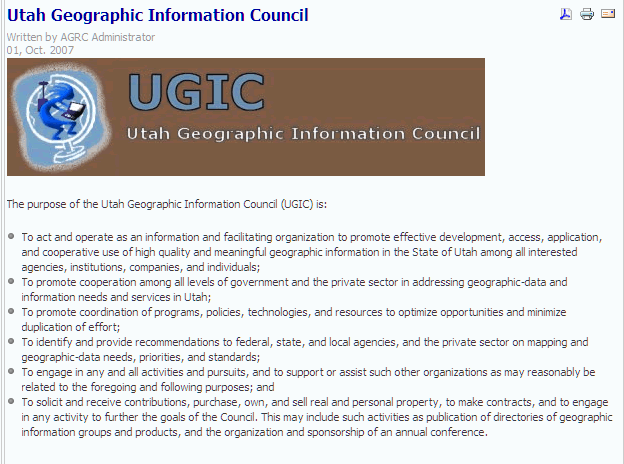 Utah Geographic Information Council
Written by AGRC Administrator
01, Oct. 2007
UGIC
Utah Geographic Information Council
The purpose of the Utah Geographic Information Council (UGIC) is:
To act and operate as an information and facilitating organization to promote effective development, access, application,
and cooperative use of high quality and meaningful geographic information in the State of Utah among all interested
agencies, institutions, companies, and individuals;
To promote cooperation among all levels of government and the private sector in addressing geographic-data and
information needs and services in Utah;
To promote coordination of programs, policies, technologies, and resources to optimize opportunities and minimize
duplication of effort;
To identify and provide recommendations to federal, state, and local agencies, and the private sector on mapping and
geographic-data needs, priorities, and standards;
To engage in any and all activities and pursuits, and to support or assist such other organizations as may reasonably be
related to the foregoing and following purposes; and
To solicit and receive contributions, purchase, own, and sell real and personal property, to make contracts, and to engage
in any activity to further the goals of the Council. This may include such activities as publication of directories of geographic
information groups and products, and the organization and sponsorship of an annual conference.